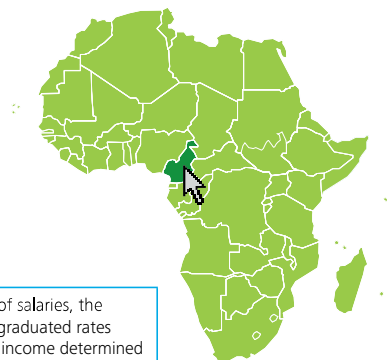 of salaries, the
graduated rates
income determined